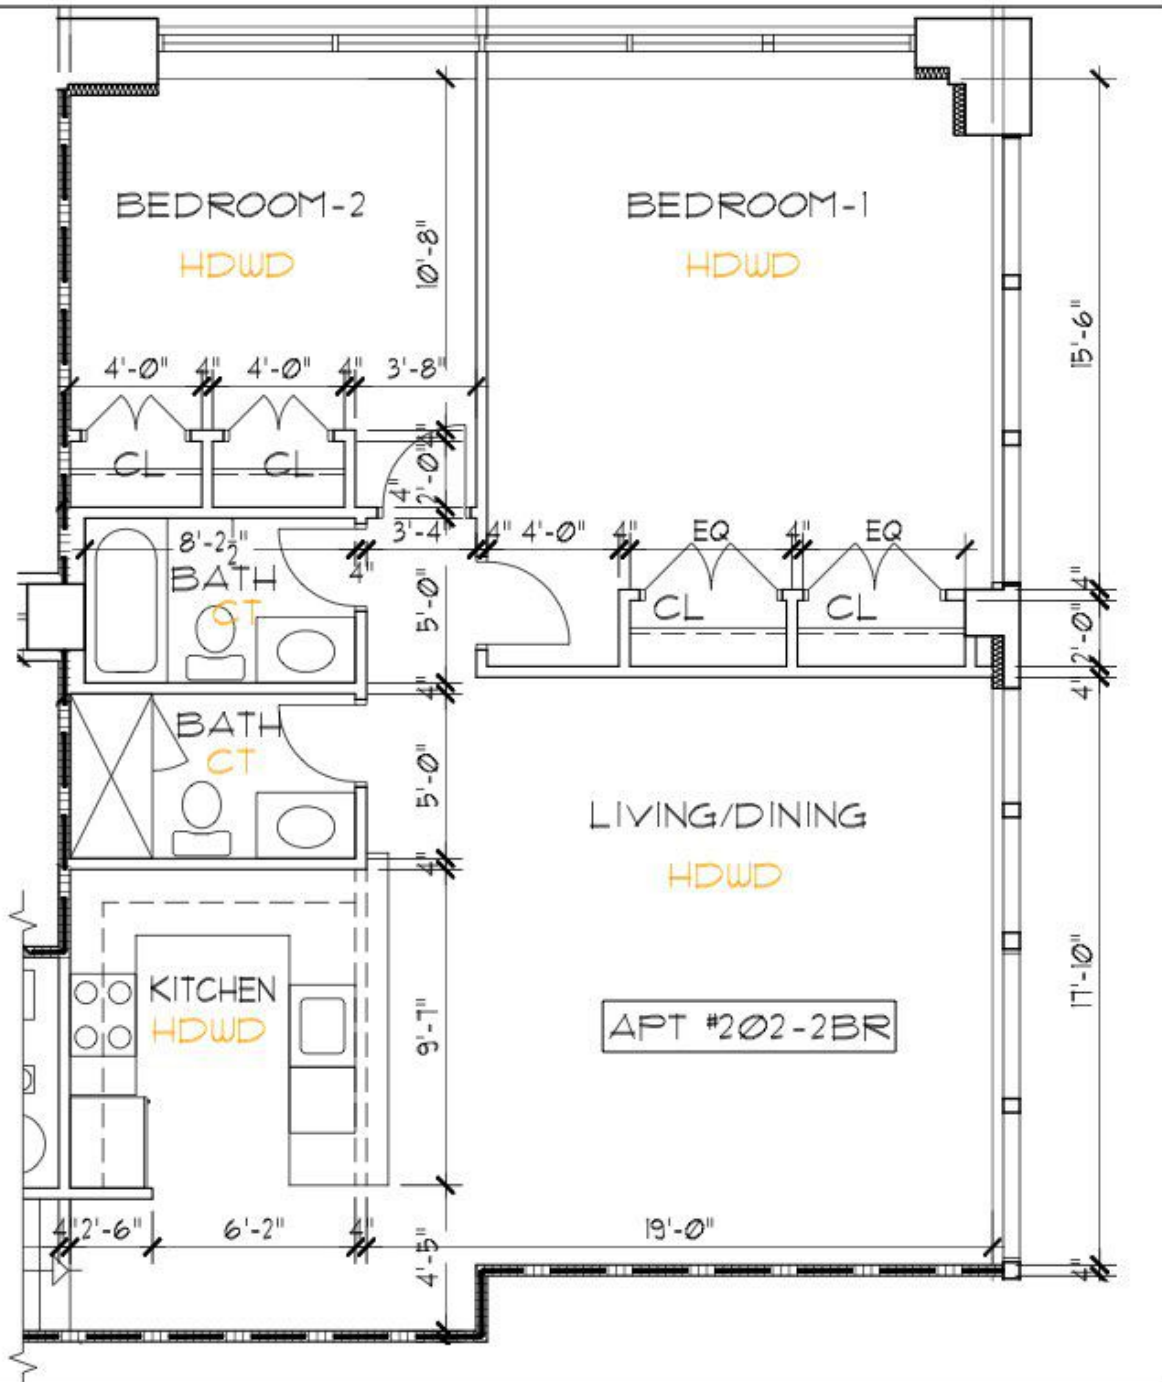 BEDROOM-2
HDWD
10'-8"
BEDROOM-1
HDWD
15'-6"
4'-0" 4" 4'-0" 4" 3'-8"
CL
CL
4"
4"
2'-0"
8'-2 1/2"
4"
3'-4"
4" 4'-0" 4" EQ 4" EQ
BATH
CT
5'-0"
CL
CL
4"
2'-0"
4"
4"
BATH
CT
5'-0"
4"
LIVING/DINING
HDWD
KITCHEN
HDWD
9'-7"
17'-10"
APT #202-2BR
4" 2'-6" 6'-2" 4" 19'-0"
4'-5"
4"